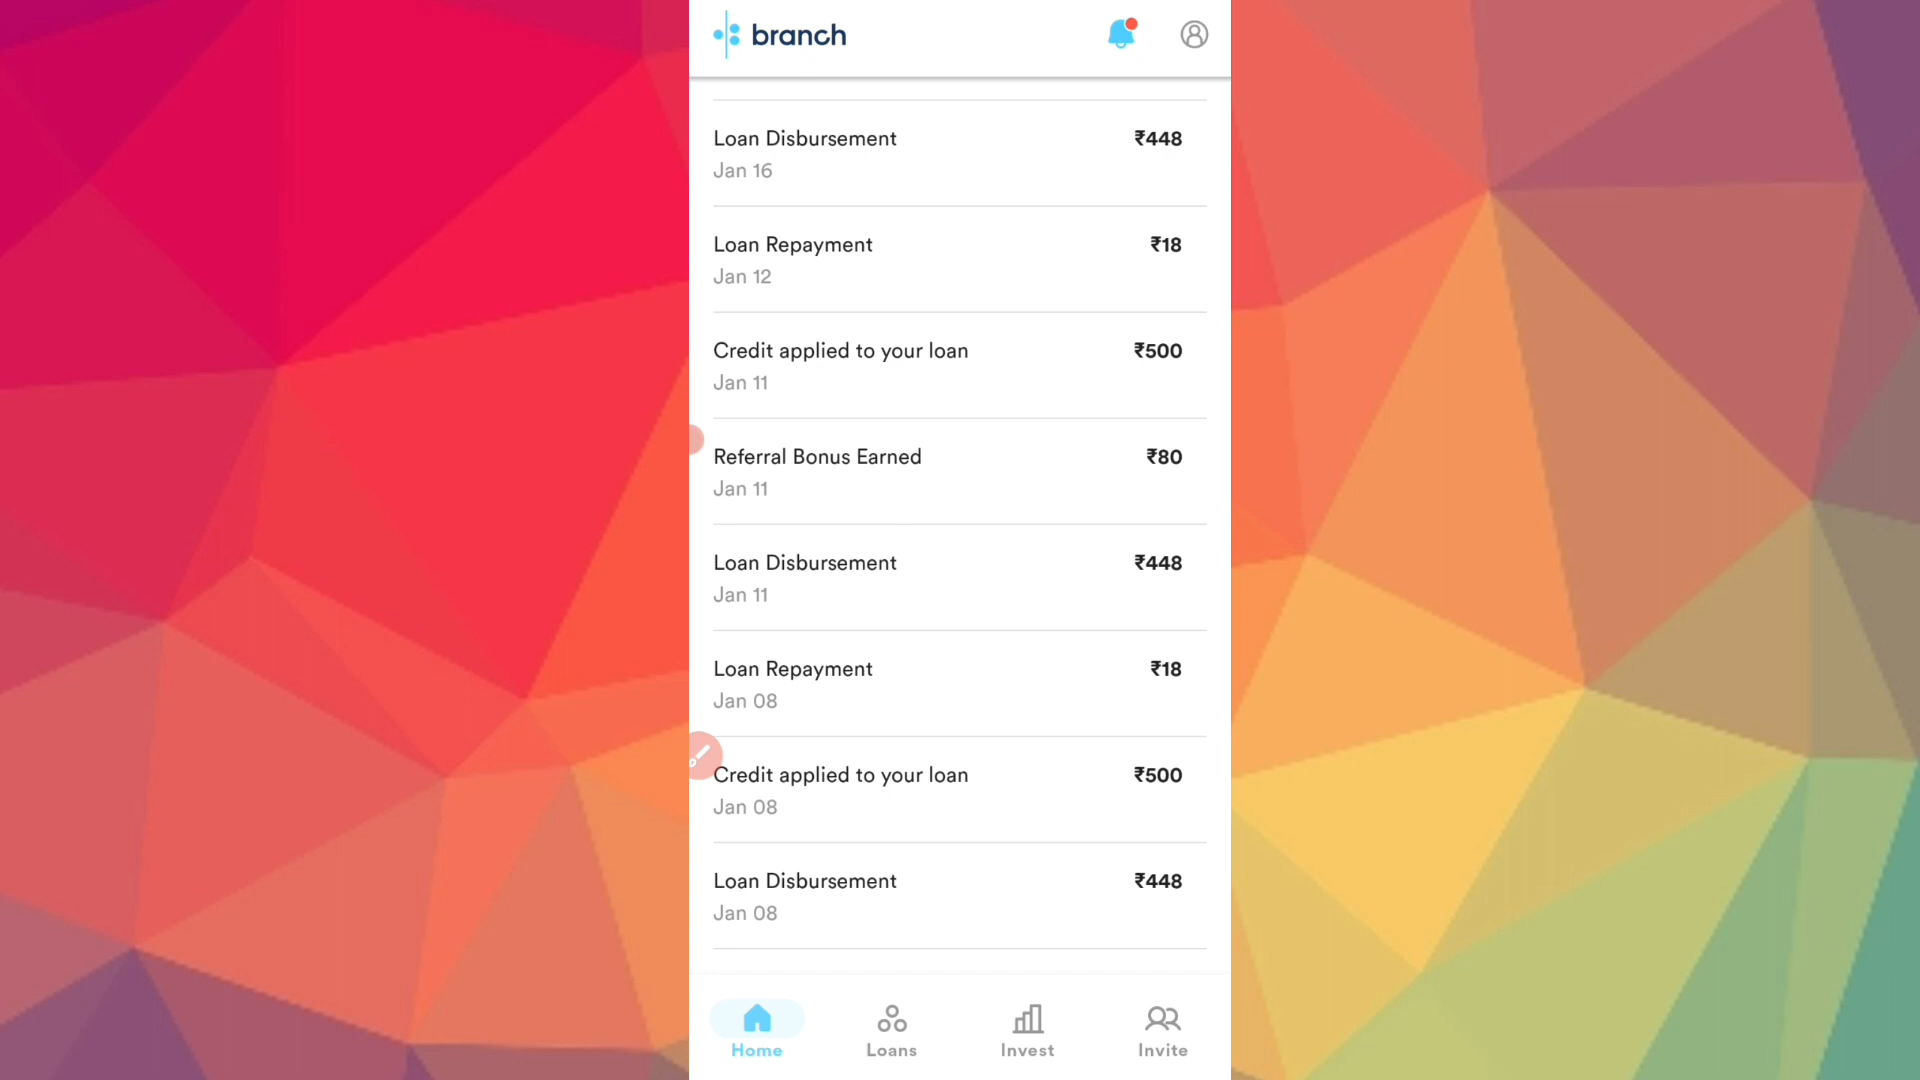 branch
Loan Disbursement ₹448
Jan 16
Loan Repayment ₹18
Jan 12
Credit applied to your loan ₹500
Jan 11
Referral Bonus Earned ₹80
Jan 11
Loan Disbursement ₹448
Jan 11
Loan Repayment ₹18
Jan 08
Credit applied to your loan ₹500
Jan 08
Loan Disbursement ₹448
Jan 08
Home Loans Invest Invite